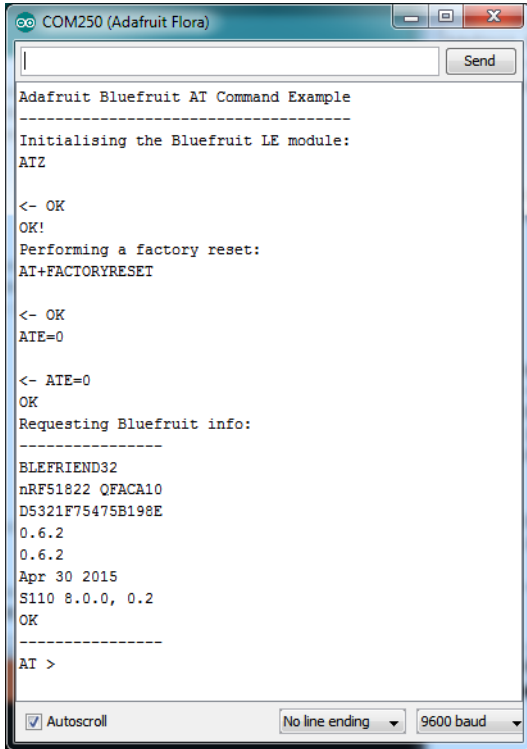 COM250 (Adafruit Flora)
Send
Adafruit Bluefruit AT Command Example
-------------------------------------
Initialising the Bluefruit LE module:
ATZ
<- OK
OK!
Performing a factory reset:
AT+FACTORYRESET
<- OK
ATE=0
<- ATE=0
OK
Requesting Bluefruit info:
----------------
BLEFRIEND32
nRF51822 QFACA10
D5321F75475B198E
0.6.2
0.6.2
Apr 30 2015
S110 8.0.0, 0.2
OK
----------------
AT >
Autoscroll
No line ending
9600 baud